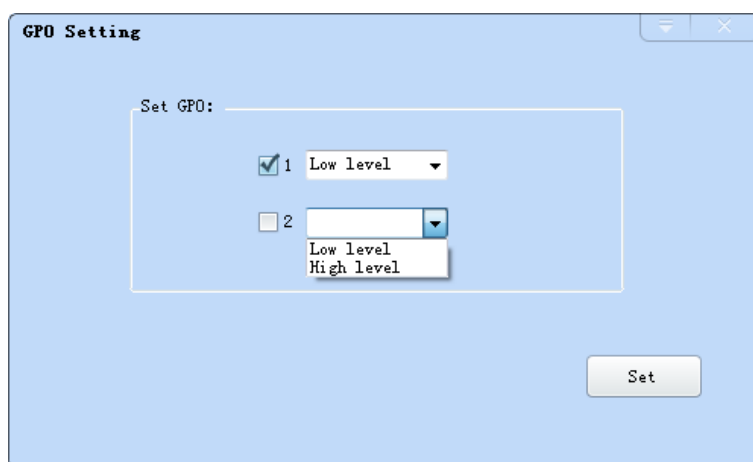 GPO Setting
Set GPO:
1 Low level
2
Low level
High level
Set